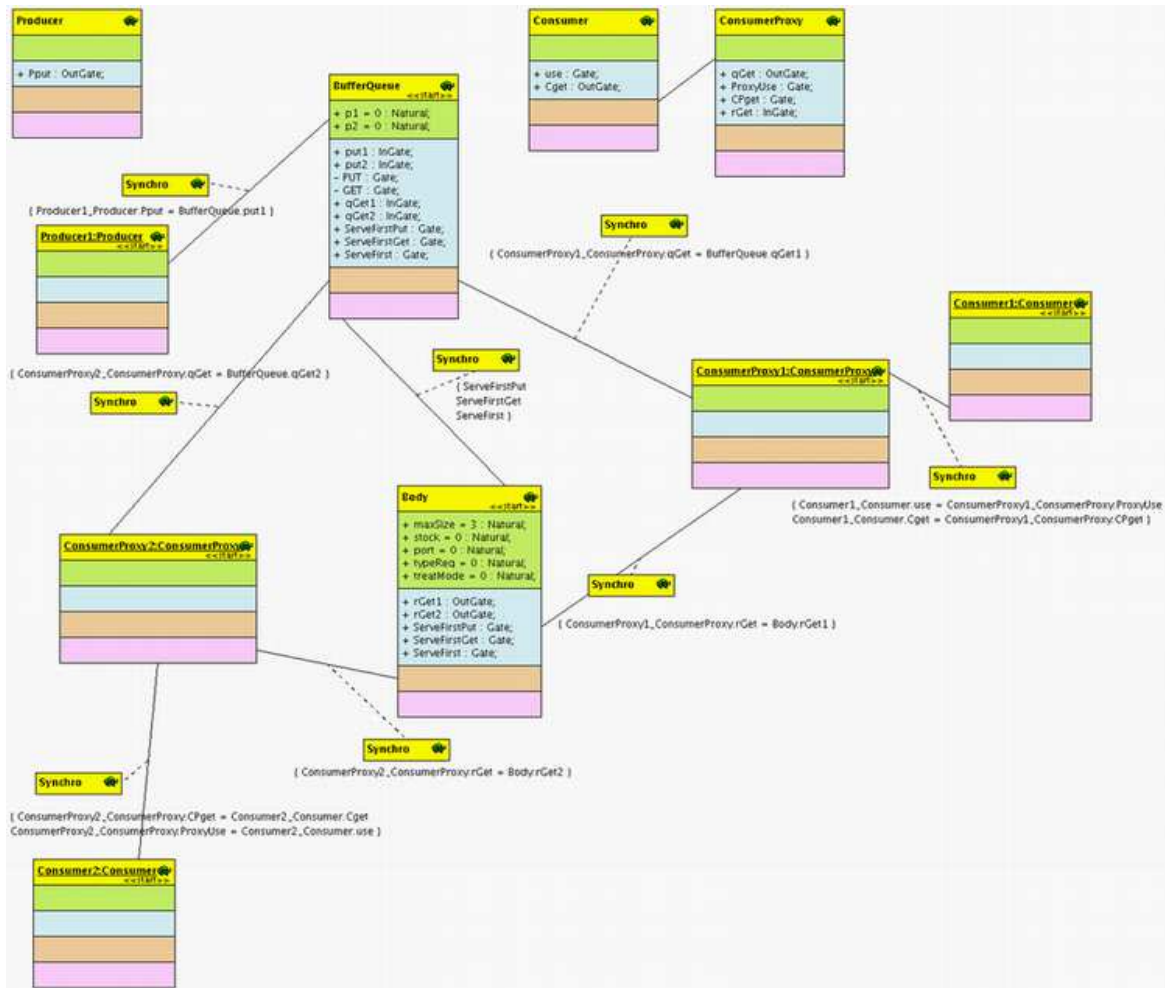 Producer
+ Pput : OutGate;
Consumer
+ use : Gate;
+ Cget : OutGate;
ConsumerProxy
+ qGet : OutGate;
+ ProxyUse : Gate;
+ CPget : Gate;
+ rGet : InGate;
BufferQueue
<<start>>
+ p1 = 0 : Natural;
+ p2 = 0 : Natural;
+ put1 : InGate;
+ put2 : InGate;
- PUT : Gate;
- GET : Gate;
+ qGet1 : InGate;
+ qGet2 : InGate;
+ ServeFirstPut : Gate;
+ ServeFirstGet : Gate;
+ ServeFirst : Gate;
Synchro
{ Producer1_Producer.Pput = BufferQueue.put1 }
Producer1:Producer
<<start>>
Synchro
{ ConsumerProxy1_ConsumerProxy.qGet = BufferQueue.qGet1 }
Consumer1:Consumer
<<start>>
{ ConsumerProxy2_ConsumerProxy.qGet = BufferQueue.qGet2 }
Synchro
Synchro
{ ServeFirstPut
ServeFirstGet
ServeFirst }
ConsumerProxy1:ConsumerProxy
<<start>>
Synchro
{ Consumer1_Consumer.use = ConsumerProxy1_ConsumerProxy.ProxyUse
Consumer1_Consumer.Cget = ConsumerProxy1_ConsumerProxy.CPget }
Body
<<start>>
+ maxSize = 3 : Natural;
+ stock = 0 : Natural;
+ port = 0 : Natural;
+ typeReq = 0 : Natural;
+ treatMode = 0 : Natural;
+ rGet1 : OutGate;
+ rGet2 : OutGate;
+ ServeFirstPut : Gate;
+ ServeFirstGet : Gate;
+ ServeFirst : Gate;
ConsumerProxy2:ConsumerProxy
<<start>>
Synchro
{ ConsumerProxy1_ConsumerProxy.rGet = Body.rGet1 }
Synchro
{ ConsumerProxy2_ConsumerProxy.rGet = Body.rGet2 }
Synchro
{ ConsumerProxy2_ConsumerProxy.CPget = Consumer2_Consumer.Cget
ConsumerProxy2_ConsumerProxy.ProxyUse = Consumer2_Consumer.use }
Consumer2:Consumer
<<start>>